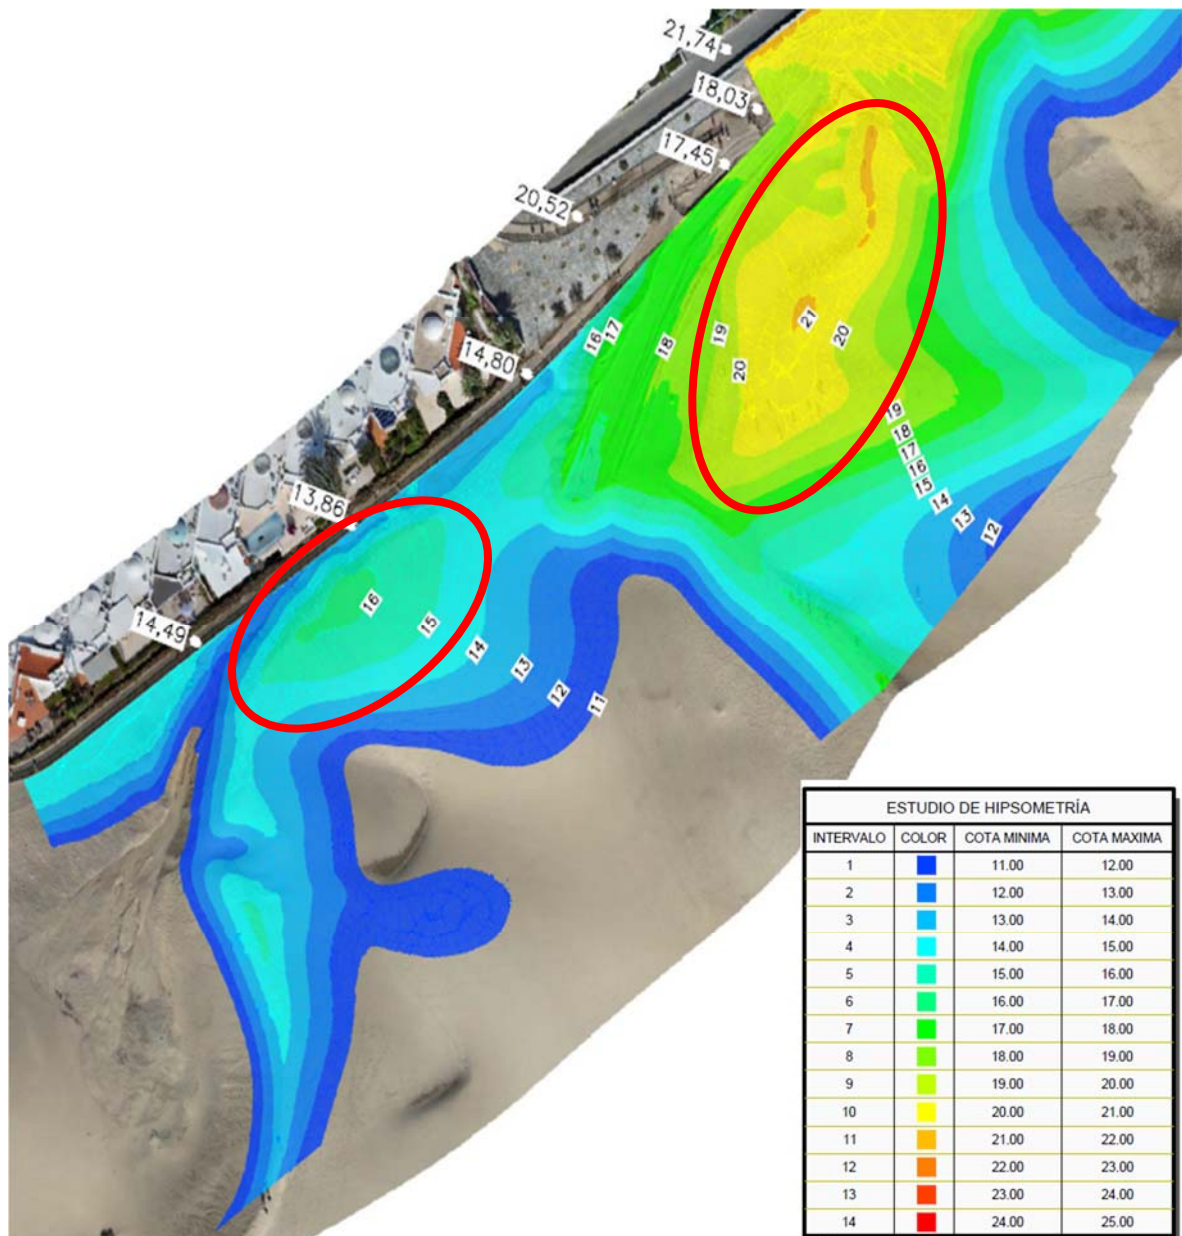 21,74
18,03
17,45
20,52
14,80
13,86
14,49
16
17
18
19
20
21
20
19
18
17
16
15
14
13
12
16
15
14
13
12
11
ESTUDIO DE HIPSOMETRÍA
INTERVALO COLOR COTA MINIMA COTA MAXIMA
1 11.00 12.00
2 12.00 13.00
3 13.00 14.00
4 14.00 15.00
5 15.00 16.00
6 16.00 17.00
7 17.00 18.00
8 18.00 19.00
9 19.00 20.00
10 20.00 21.00
11 21.00 22.00
12 22.00 23.00
13 23.00 24.00
14 24.00 25.00